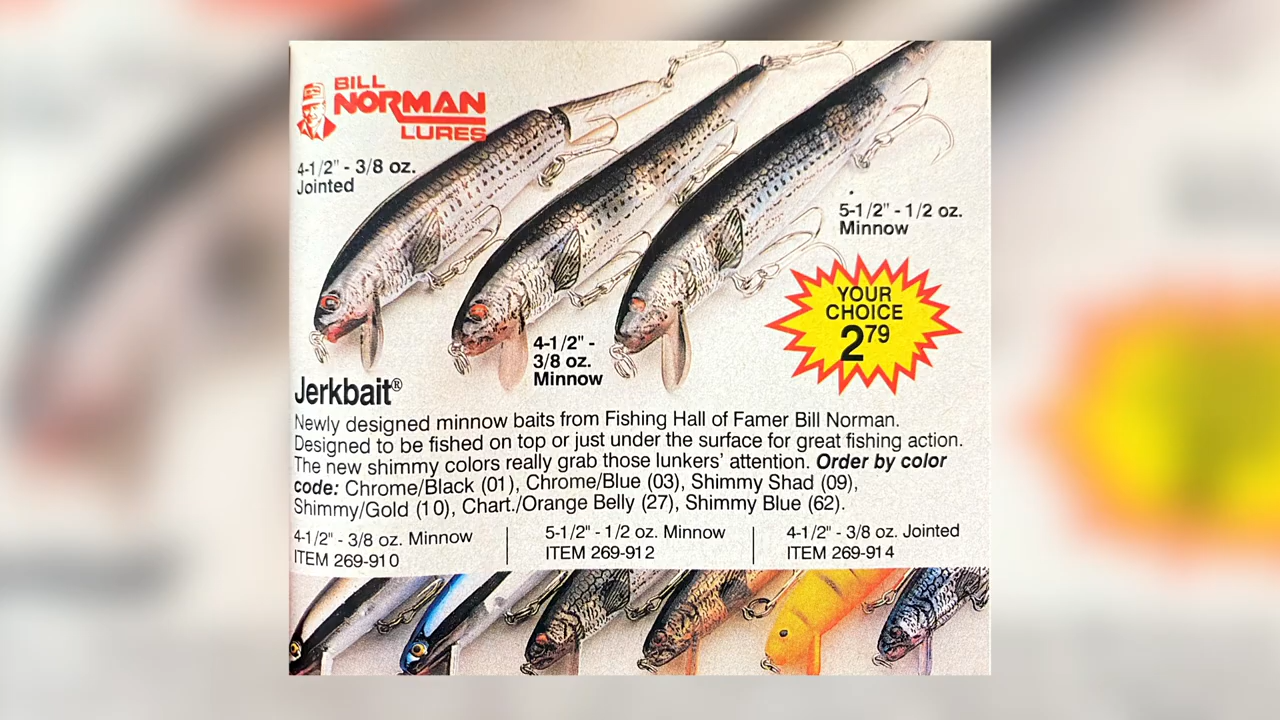 BILL
NORMAN
LURES
4-1/2" - 3/8 oz.
Jointed
5-1/2" - 1/2 oz.
Minnow
YOUR
CHOICE
2 79
4-1/2" -
3/8 oz.
Minnow
Jerkbait®
Newly designed minnow baits from Fishing Hall of Famer Bill Norman.
Designed to be fished on top or just under the surface for great fishing action.
The new shimmy colors really grab those lunkers' attention. Order by color
code: Chrome/Black (01), Chrome/Blue (03), Shimmy Shad (09),
Shimmy/Gold (10), Chart./Orange Belly (27), Shimmy Blue (62).
4-1/2" - 3/8 oz. Minnow
ITEM 269-910
5-1/2" - 1/2 oz. Minnow
ITEM 269-912
4-1/2" - 3/8 oz. Jointed
ITEM 269-914